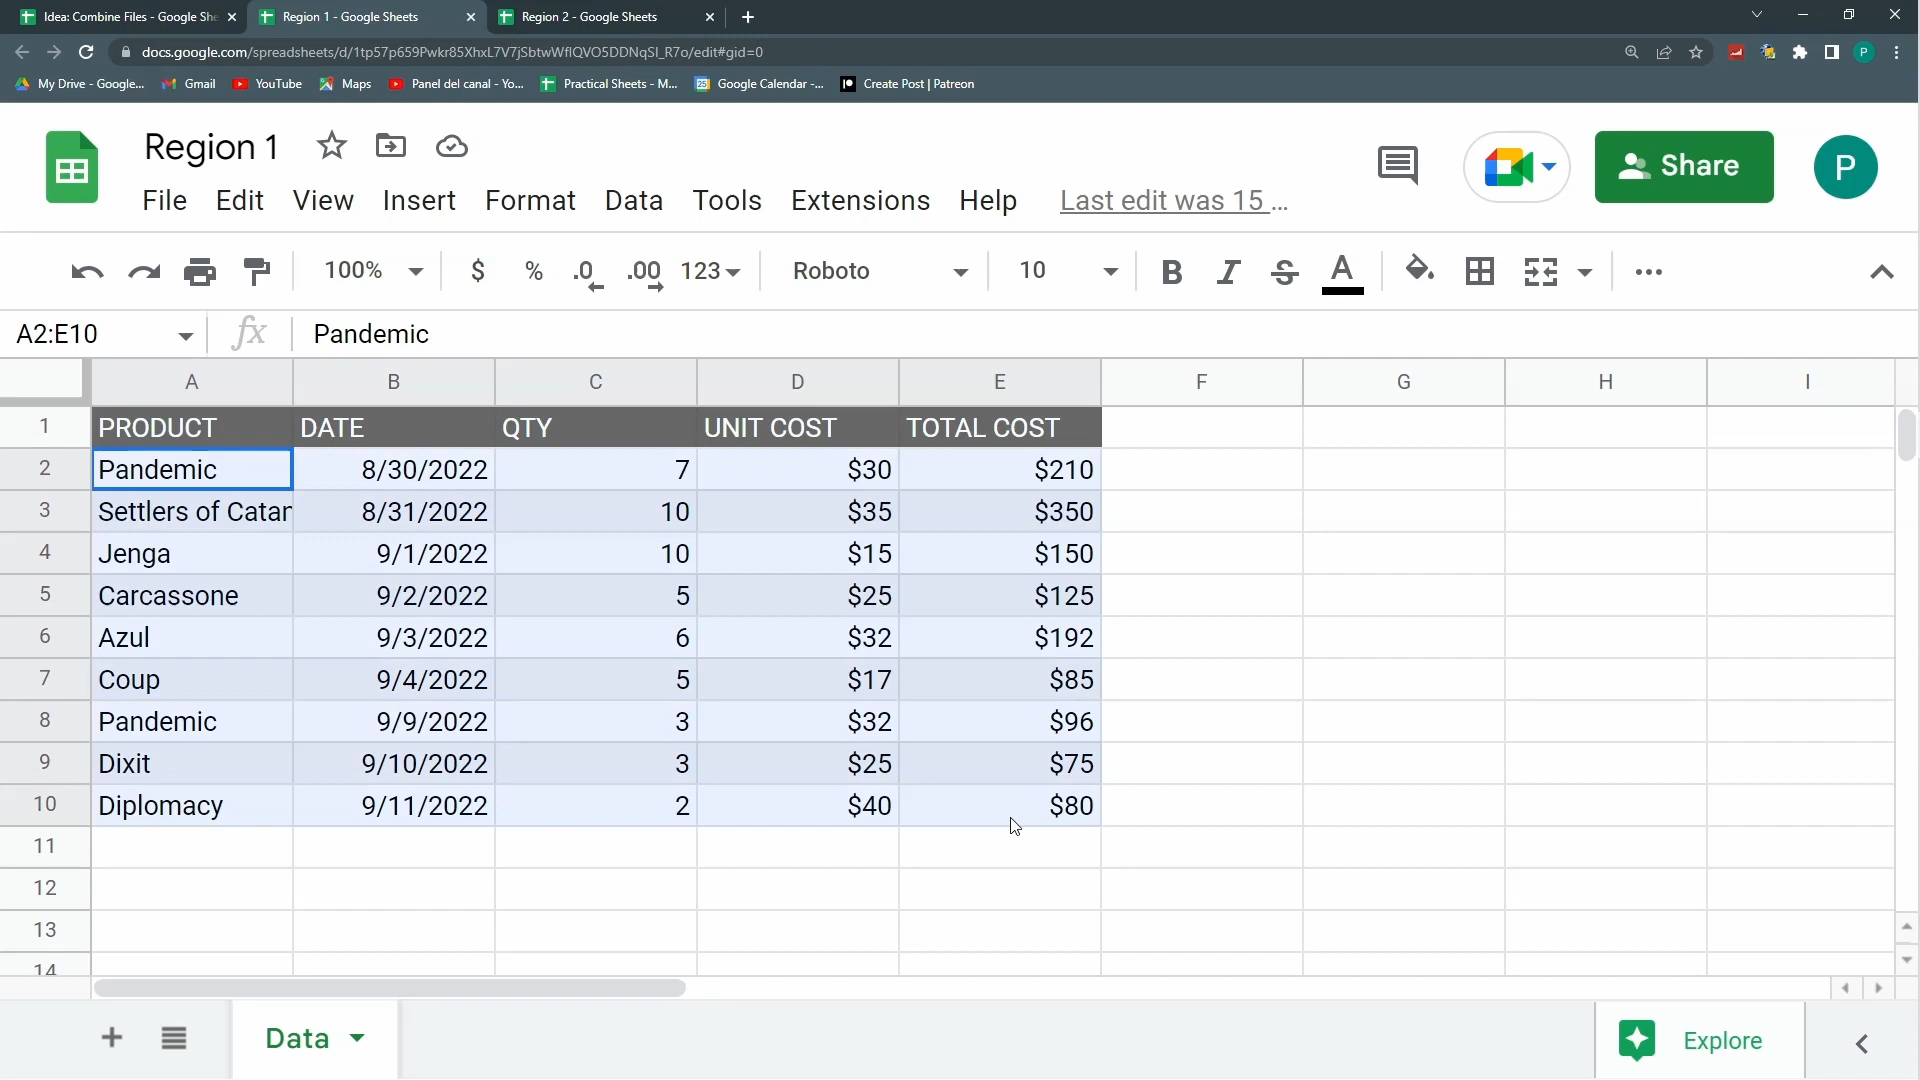 Idea: Combine Files - Google She
Region 1 - Google Sheets
Region 2 - Google Sheets
docs.google.com/spreadsheets/d/1tp57p659Pwkr85XhxL7V7jSbtwWflQVO5DDNqSl_R7o/edit#gid=0
P
My Drive - Google...
Gmail
YouTube
Maps
Panel del canal - Yo...
Practical Sheets - M...
25
Google Calendar -...
Create Post | Patreon
Region 1
Share
P
File Edit View Insert Format Data Tools Extensions Help Last edit was 15 ...
100% $ % .0 .00 123 Roboto 10 B I S A
A2:E10 fx Pandemic
A B C D E F G H I
1 PRODUCT DATE QTY UNIT COST TOTAL COST
2 Pandemic 8/30/2022 7 $30 $210
3 Settlers of Catan 8/31/2022 10 $35 $350
4 Jenga 9/1/2022 10 $15 $150
5 Carcassone 9/2/2022 5 $25 $125
6 Azul 9/3/2022 6 $32 $192
7 Coup 9/4/2022 5 $17 $85
8 Pandemic 9/9/2022 3 $32 $96
9 Dixit 9/10/2022 3 $25 $75
10 Diplomacy 9/11/2022 2 $40 $80
11
12
13
14
Data
Explore